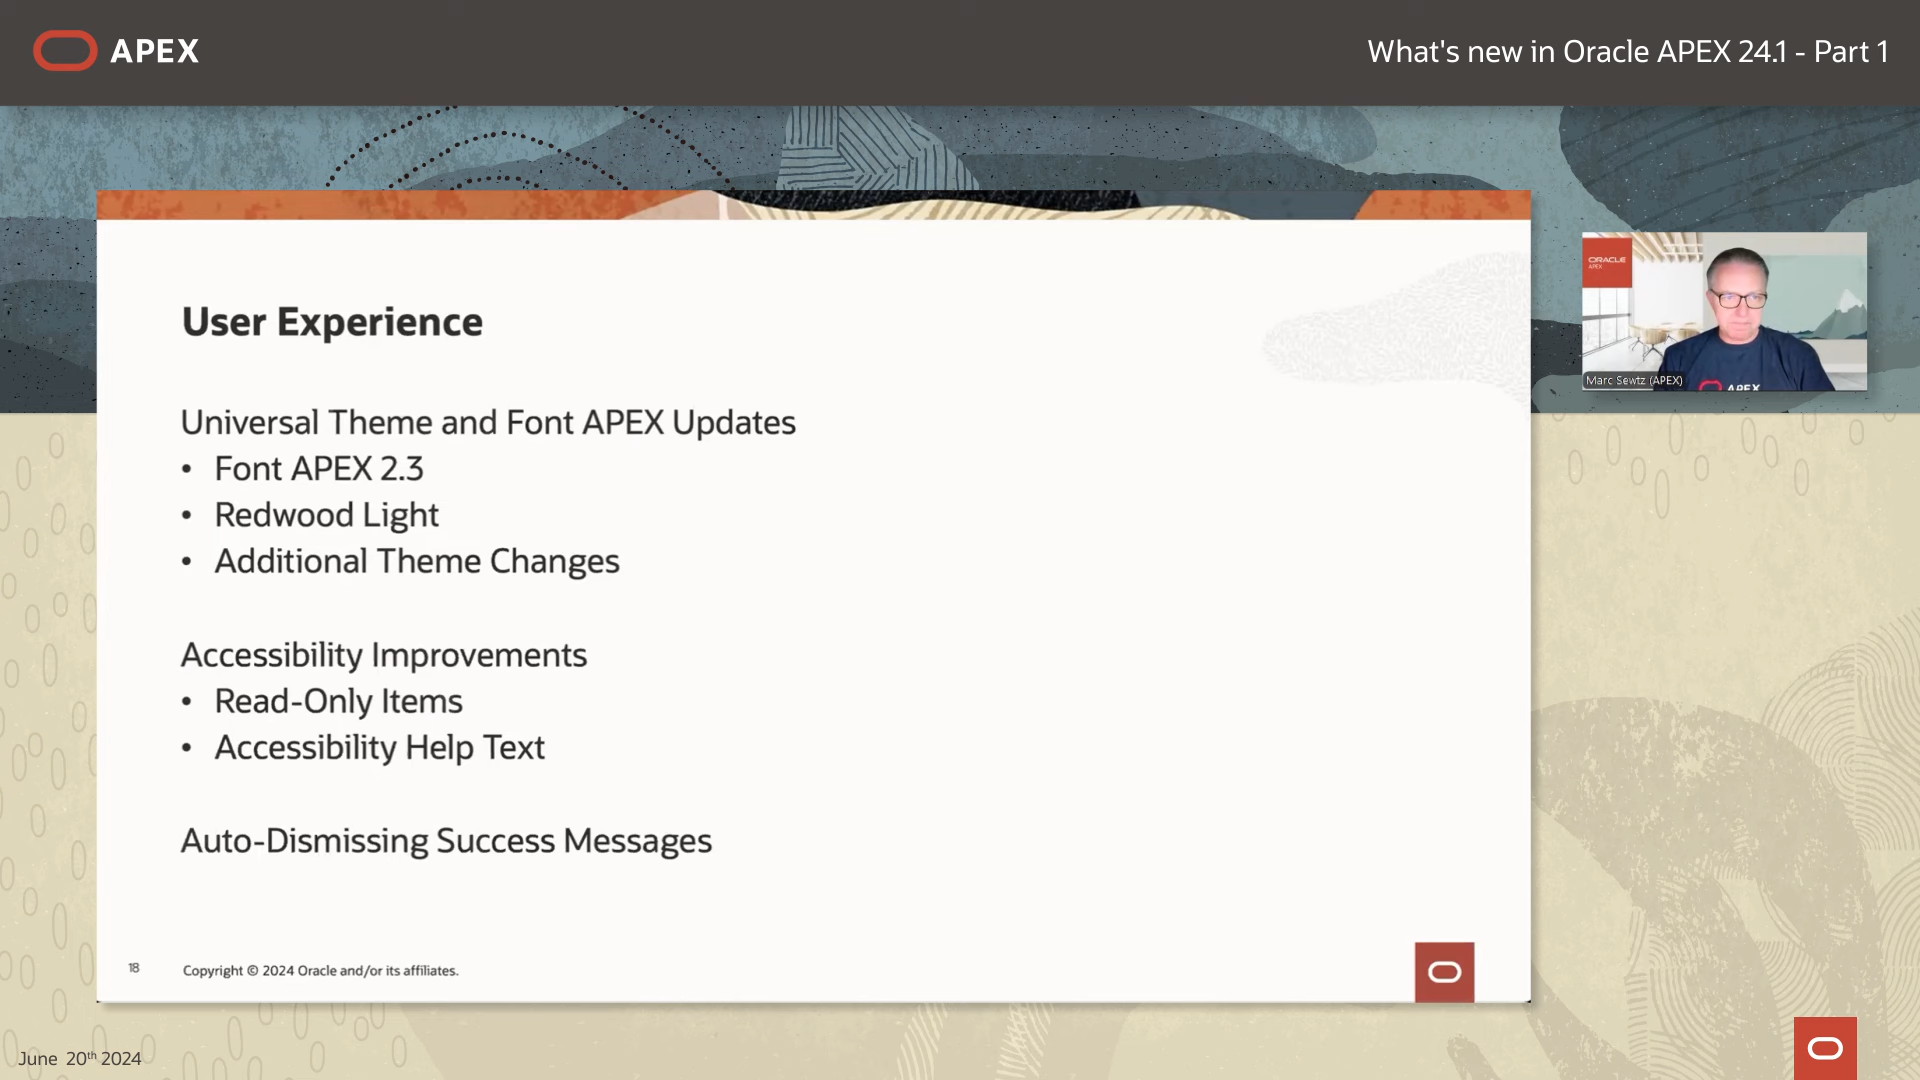 APEX
What's new in Oracle APEX 24.1 - Part 1
ORACLE
APEX
Marc Sewtz (APEX)
APEX
User Experience
Universal Theme and Font APEX Updates
• Font APEX 2.3
• Redwood Light
• Additional Theme Changes
Accessibility Improvements
• Read-Only Items
• Accessibility Help Text
Auto-Dismissing Success Messages
18
Copyright © 2024 Oracle and/or its affiliates.
June 20th 2024